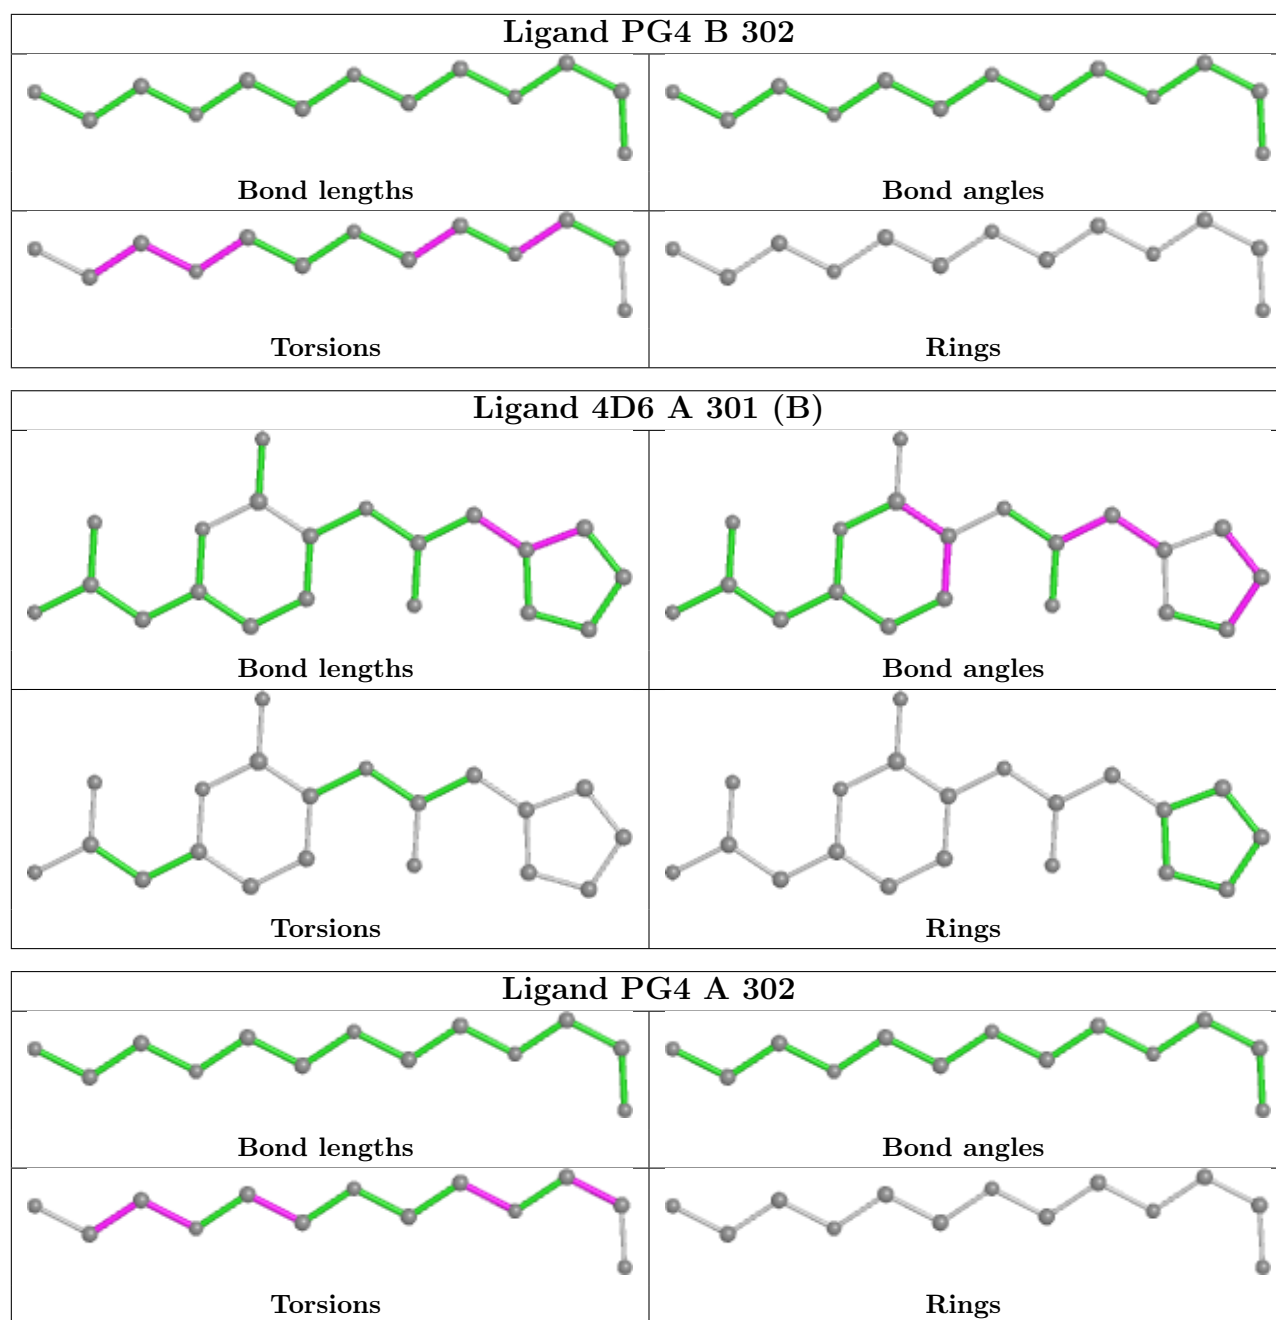 Ligand PG4 B 302
Bond lengths
Bond angles
Torsions
Rings
Ligand 4D6 A 301 (B)
Bond lengths
Bond angles
Torsions
Rings
Ligand PG4 A 302
Bond lengths
Bond angles
Torsions
Rings